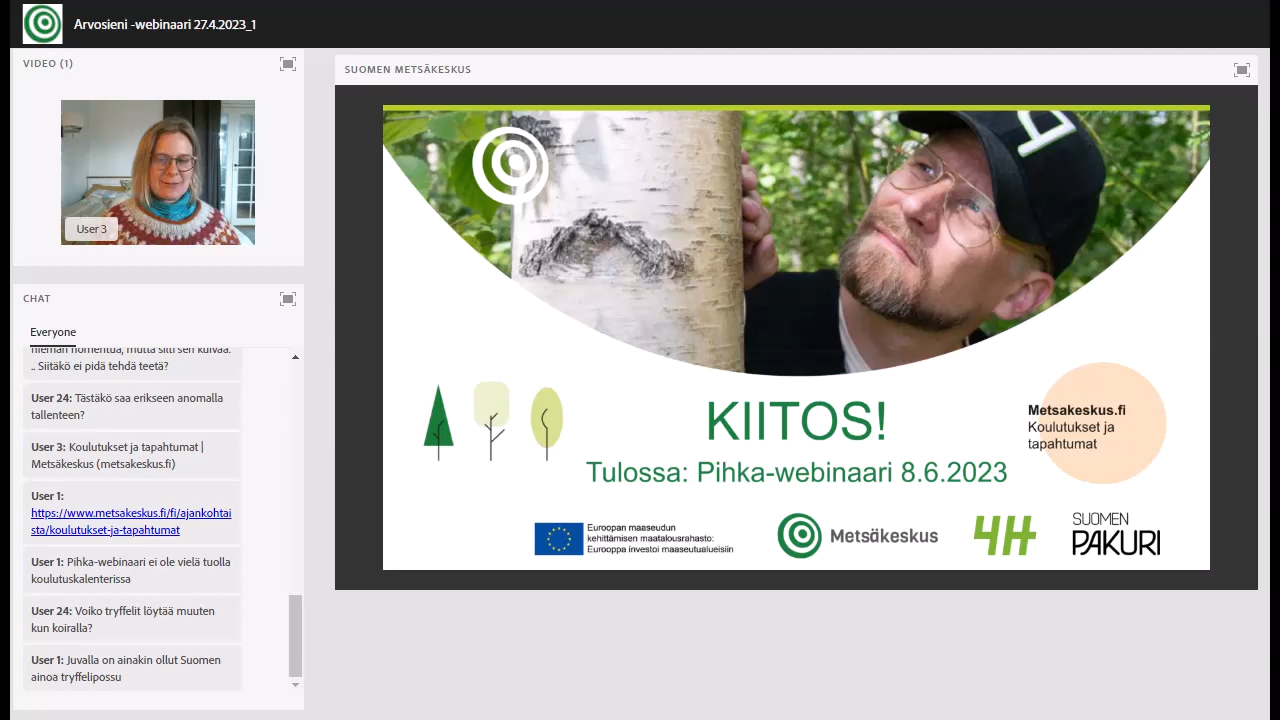 Arvosieni -webinaari 27.4.2023_1
VIDEO (1)
User 3
CHAT
Everyone
hieman homehtua, mutta silti sen kuivaa.
.. Siitäkö ei pidä tehdä teetä?
User 24: Tästäkö saa erikseen anomalla
tallenteen?
User 3: Koulutukset ja tapahtumat |
Metsäkeskus (metsakeskus.fi)
User 1:
https://www.metsakeskus.fi/fi/ajankohtai
sta/koulutukset-ja-tapahtumat
User 1: Pihka-webinaari ei ole vielä tuolla
koulutuskalenterissa
User 24: Voiko tryffelit löytää muuten
kun koiralla?
User 1: Juvalla on ainakin ollut Suomen
ainoa tryffelipossu
SUOMEN METSÄKESKUS
KIITOS!
Tulossa: Pihka-webinaari 8.6.2023
Metsakeskus.fi
Koulutukset ja
tapahtumat
Euroopan maaseudun
kehittämisen maatalousrahasto:
Eurooppa investoi maaseutualueisiin
Metsäkeskus
4H
SUOMEN
PAKURI